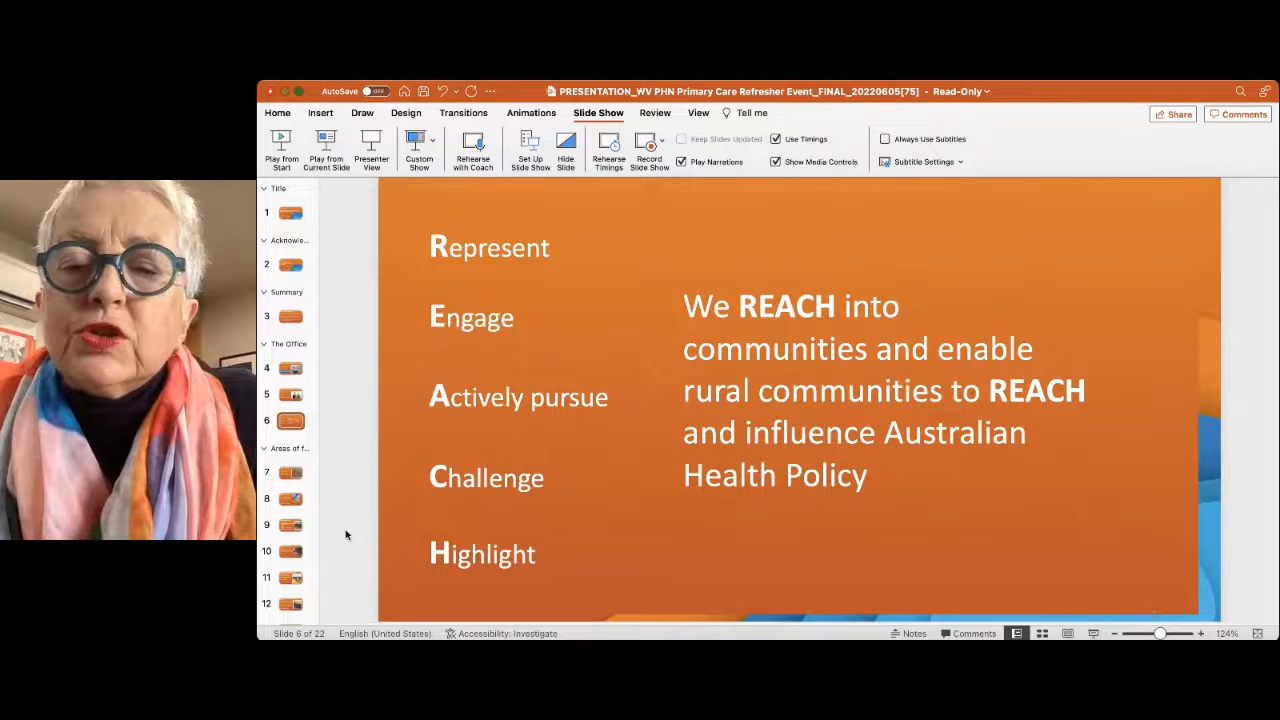 AutoSave OFF
PRESENTATION_WV PHN Primary Care Refresher Event_FINAL_20220605[75] - Read-Only
Home Insert Draw Design Transitions Animations Slide Show Review View Tell me
Share Comments
Play from Start
Play from Current Slide
Presenter View
Custom Show
Rehearse with Coach
Set Up Slide Show
Hide Slide
Rehearse Timings
Record Slide Show
Keep Slides Updated
Use Timings
Play Narrations
Show Media Controls
Always Use Subtitles
Subtitle Settings
Title
1
Acknowle...
2
Summary
3
The Office
4
5
6
Areas of f...
7
8
9
10
11
12
Represent
Engage
Actively pursue
Challenge
Highlight
We REACH into
communities and enable
rural communities to REACH
and influence Australian
Health Policy
Slide 6 of 22 English (United States) Accessibility: Investigate Notes Comments 124%